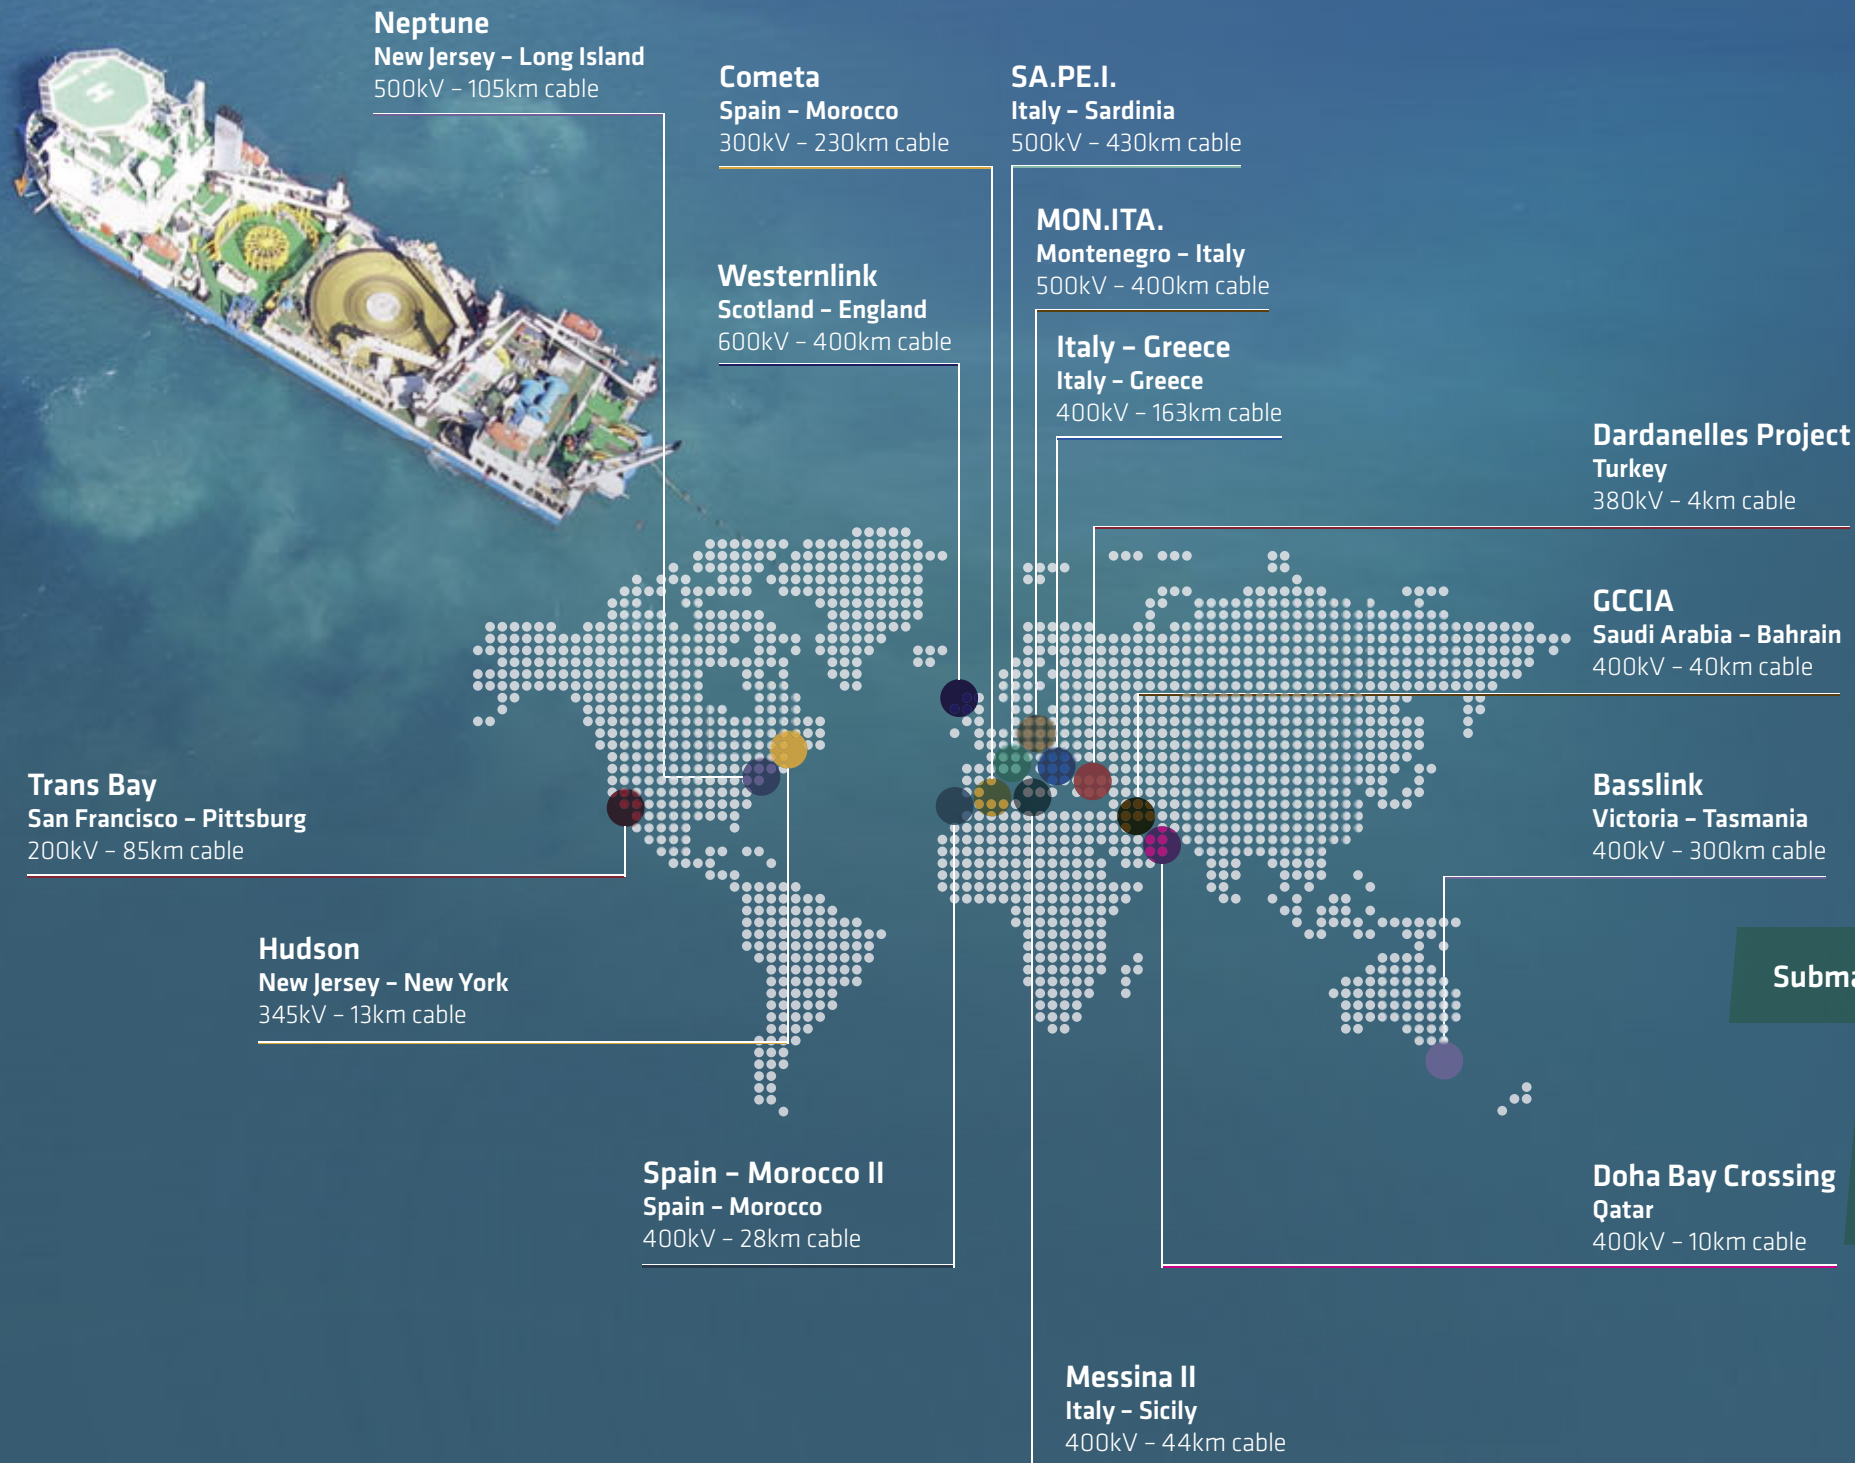 Neptune
New Jersey – Long Island
500kV – 105km cable
Cometa
Spain – Morocco
300kV – 230km cable
SA.PE.I.
Italy – Sardinia
500kV – 430km cable
MON.ITA.
Montenegro – Italy
500kV – 400km cable
Westernlink
Scotland – England
600kV – 400km cable
Italy – Greece
Italy – Greece
400kV – 163km cable
Dardanelles Project
Turkey
380kV – 4km cable
GCCIA
Saudi Arabia – Bahrain
400kV – 40km cable
Trans Bay
San Francisco – Pittsburg
200kV – 85km cable
Basslink
Victoria – Tasmania
400kV – 300km cable
Hudson
New Jersey – New York
345kV – 13km cable
Subma
Spain – Morocco II
Spain – Morocco
400kV – 28km cable
Doha Bay Crossing
Qatar
400kV – 10km cable
Messina II
Italy – Sicily
400kV – 44km cable
H